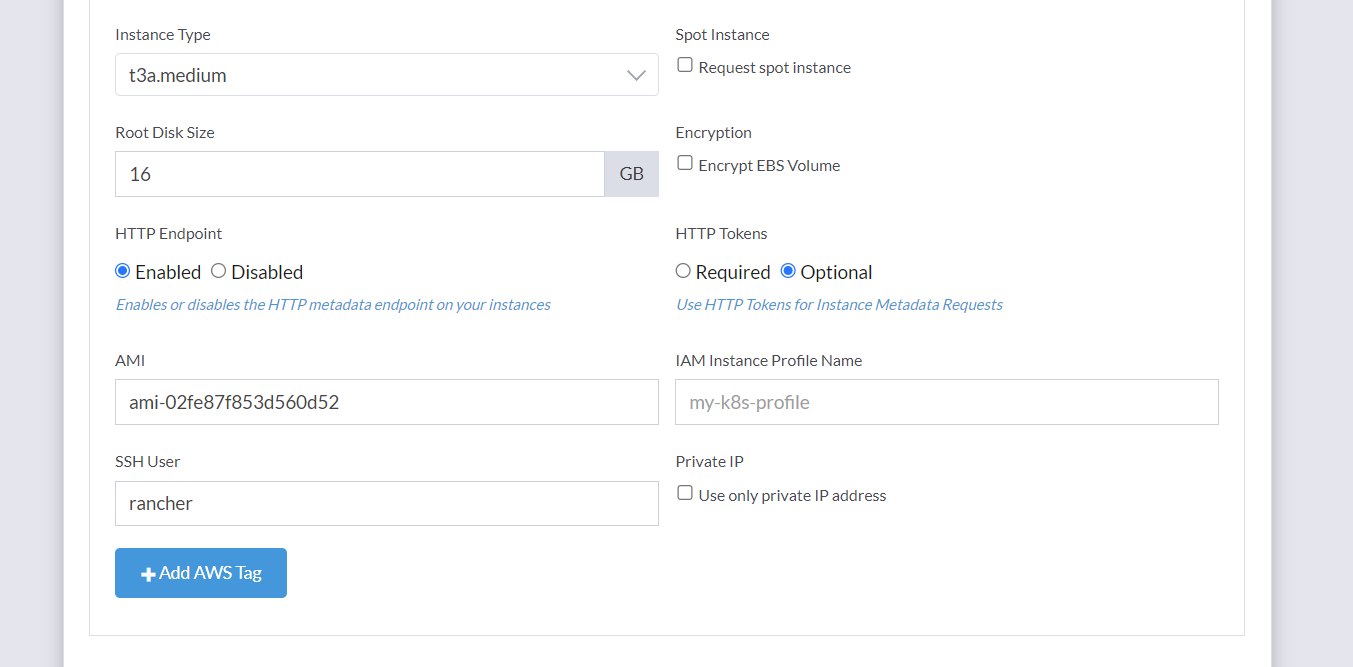 Instance Type
Spot Instance
t3a.medium
Request spot instance
Root Disk Size
Encryption
16 GB
Encrypt EBS Volume
HTTP Endpoint
HTTP Tokens
Enabled Disabled
Required Optional
Enables or disables the HTTP metadata endpoint on your instances
Use HTTP Tokens for Instance Metadata Requests
AMI
IAM Instance Profile Name
ami-02fe87f853d560d52
my-k8s-profile
SSH User
Private IP
rancher
Use only private IP address
Add AWS Tag